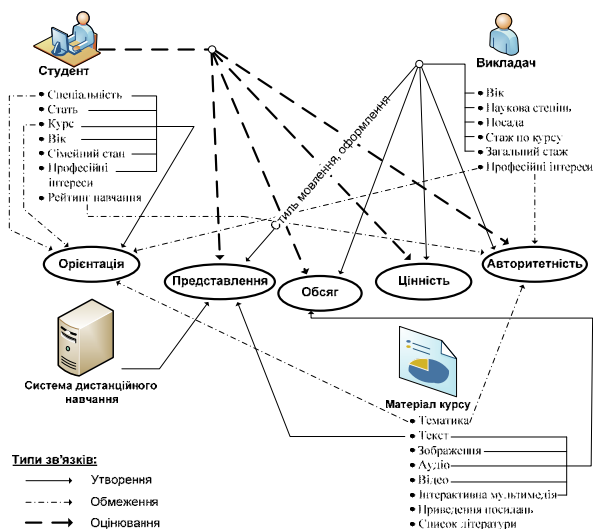 Студент
Спеціальність
Стать
Курс
Вік
Сімейний стан
Професійні
інтереси
Рейтинг навчання
Викладач
Вік
Наукова степінь
Посада
Стаж по курсу
Загальний стаж
Професійні інтереси
Стиль мовлення, оформлення
Орієнтація
Представлення
Обсяг
Цінність
Авторитетність
Система дистанційного
навчання
Матеріал курсу
Тематика
Текст
Зображення
Аудіо
Відео
Інтерактивна мультимедія
Приведення посилань
Список літератури
Типи зв'язків:
Утворення
Обмеження
Оцінювання